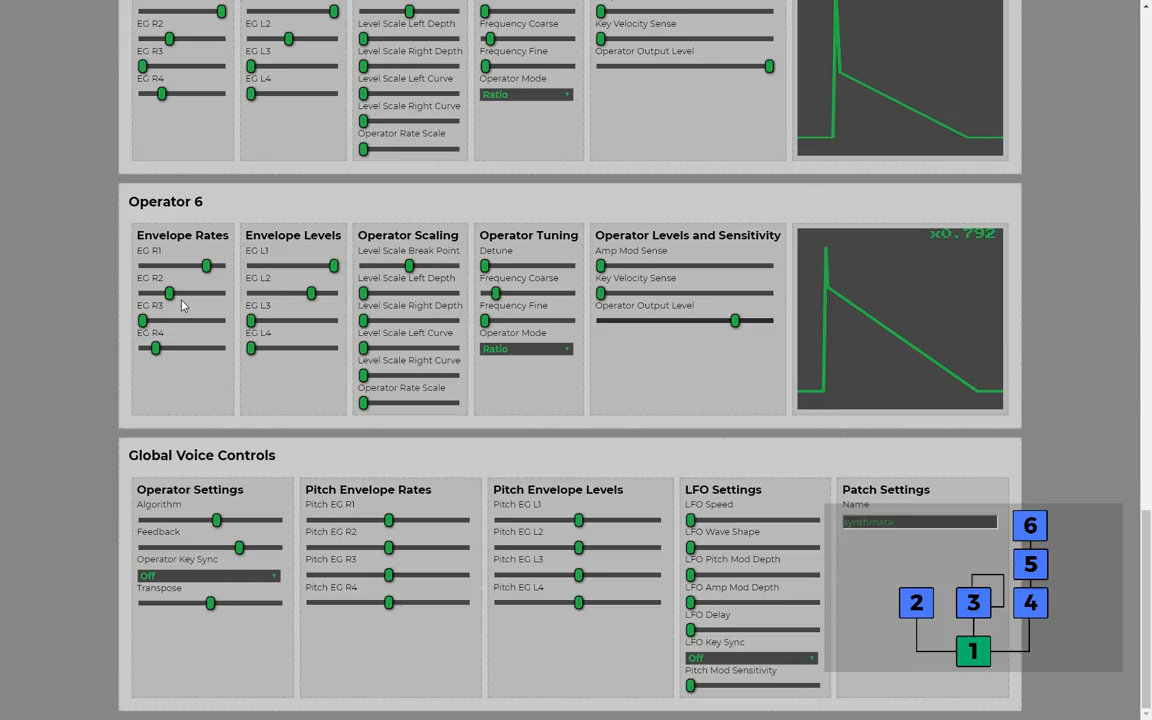 EG R2
EG R3
EG R4
EG L2
EG L3
EG L4
Level Scale Left Depth
Level Scale Right Depth
Level Scale Left Curve
Level Scale Right Curve
Operator Rate Scale
Frequency Coarse
Frequency Fine
Operator Mode
Ratio
Key Velocity Sense
Operator Output Level
Operator 6
Envelope Rates
EG R1
EG R2
EG R3
EG R4
Envelope Levels
EG L1
EG L2
EG L3
EG L4
Operator Scaling
Level Scale Break Point
Level Scale Left Depth
Level Scale Right Depth
Level Scale Left Curve
Level Scale Right Curve
Operator Rate Scale
Operator Tuning
Detune
Frequency Coarse
Frequency Fine
Operator Mode
Ratio
Operator Levels and Sensitivity
Amp Mod Sense
Key Velocity Sense
Operator Output Level
x0.792
Global Voice Controls
Operator Settings
Algorithm
Feedback
Operator Key Sync
Off
Transpose
Pitch Envelope Rates
Pitch EG R1
Pitch EG R2
Pitch EG R3
Pitch EG R4
Pitch Envelope Levels
Pitch EG L1
Pitch EG L2
Pitch EG L3
Pitch EG L4
LFO Settings
LFO Speed
LFO Wave Shape
LFO Pitch Mod Depth
LFO Amp Mod Depth
LFO Delay
LFO Key Sync
Off
Pitch Mod Sensitivity
Patch Settings
Name
synthmata
6
5
2 3 4
1